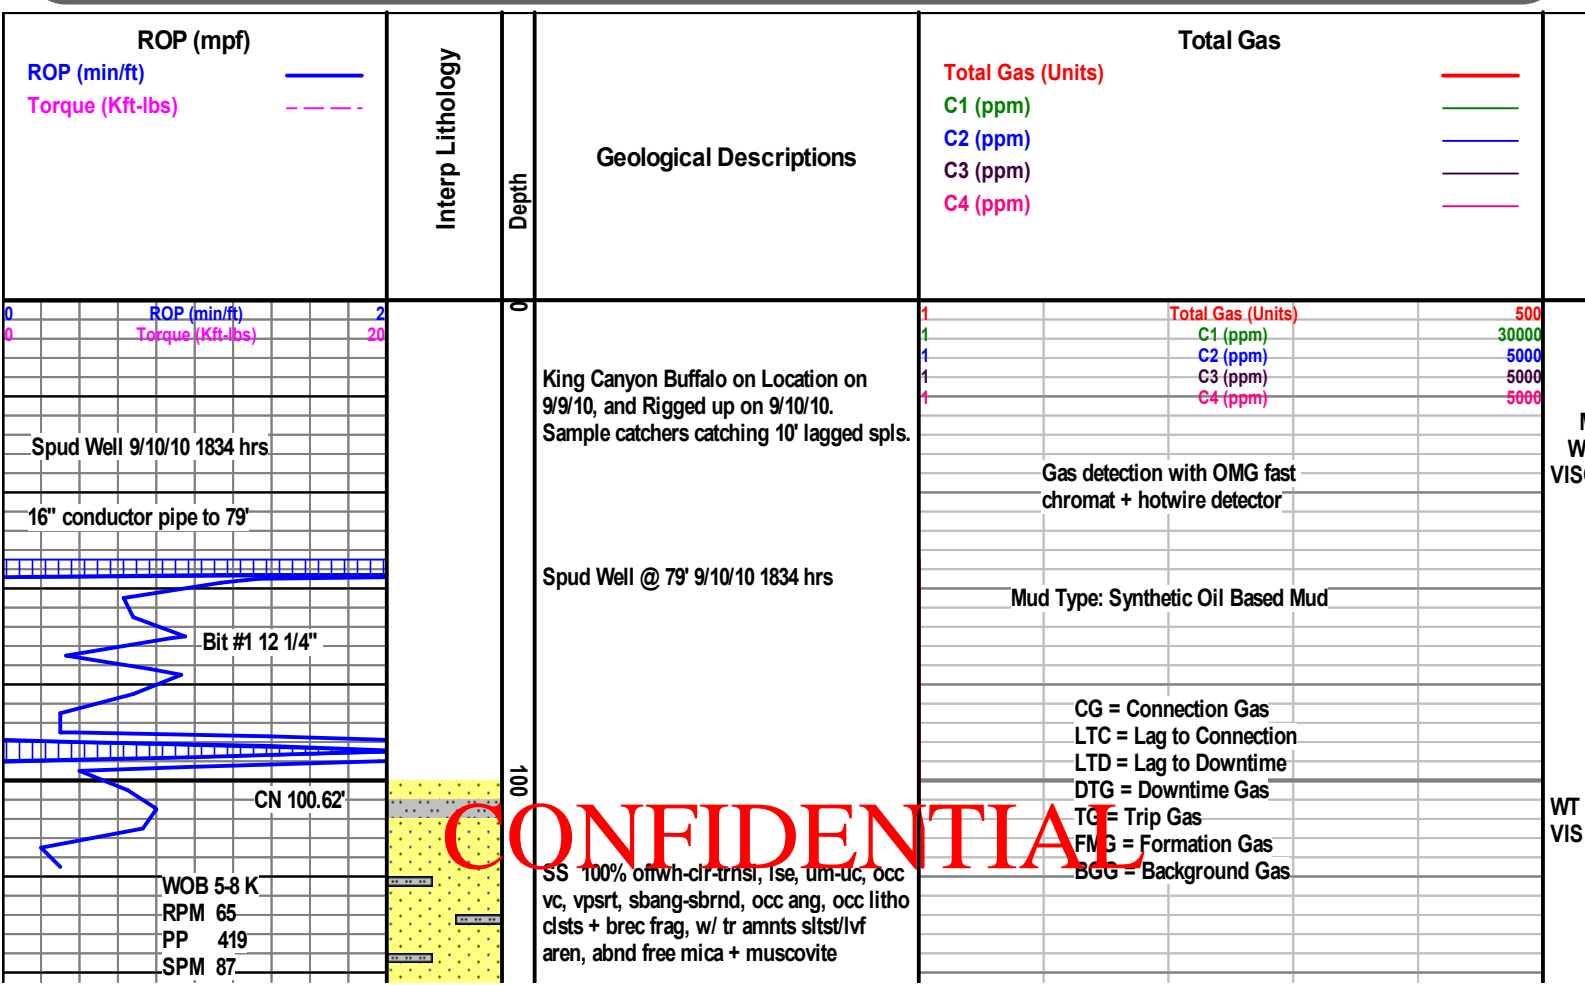 ROP (mpf)
ROP (min/ft)
Torque (Kft-lbs)
Interp Lithology
Depth
Geological Descriptions
Total Gas
Total Gas (Units)
C1 (ppm)
C2 (ppm)
C3 (ppm)
C4 (ppm)
0 ROP (min/ft) 2
0 Torque (Kft-lbs) 20
0
1 Total Gas (Units) 500
1 C1 (ppm) 30000
1 C2 (ppm) 5000
1 C3 (ppm) 5000
1 C4 (ppm) 5000
King Canyon Buffalo on Location on
9/9/10, and Rigged up on 9/10/10.
Sample catchers catching 10' lagged spls.
Spud Well 9/10/10 1834 hrs
16" conductor pipe to 79'
Gas detection with OMG fast
chromat + hotwire detector
Spud Well @ 79' 9/10/10 1834 hrs
Mud Type: Synthetic Oil Based Mud
Bit #1 12 1/4"
CG = Connection Gas
LTC = Lag to Connection
LTD = Lag to Downtime
DTG = Downtime Gas
TG = Trip Gas
FMG = Formation Gas
BGG = Background Gas
100
CN 100.62'
CONFIDENTIAL
WT
VIS
WOB 5-8 K
RPM 65
PP 419
SPM 87
SS 100% offwh-clr-trnsl, lse, um-uc, occ
vc, vpsrt, sbang-sbrnd, occ ang, occ litho
clsts + brec frag, w/ tr amnts sltst/lvf
aren, abnd free mica + muscovite